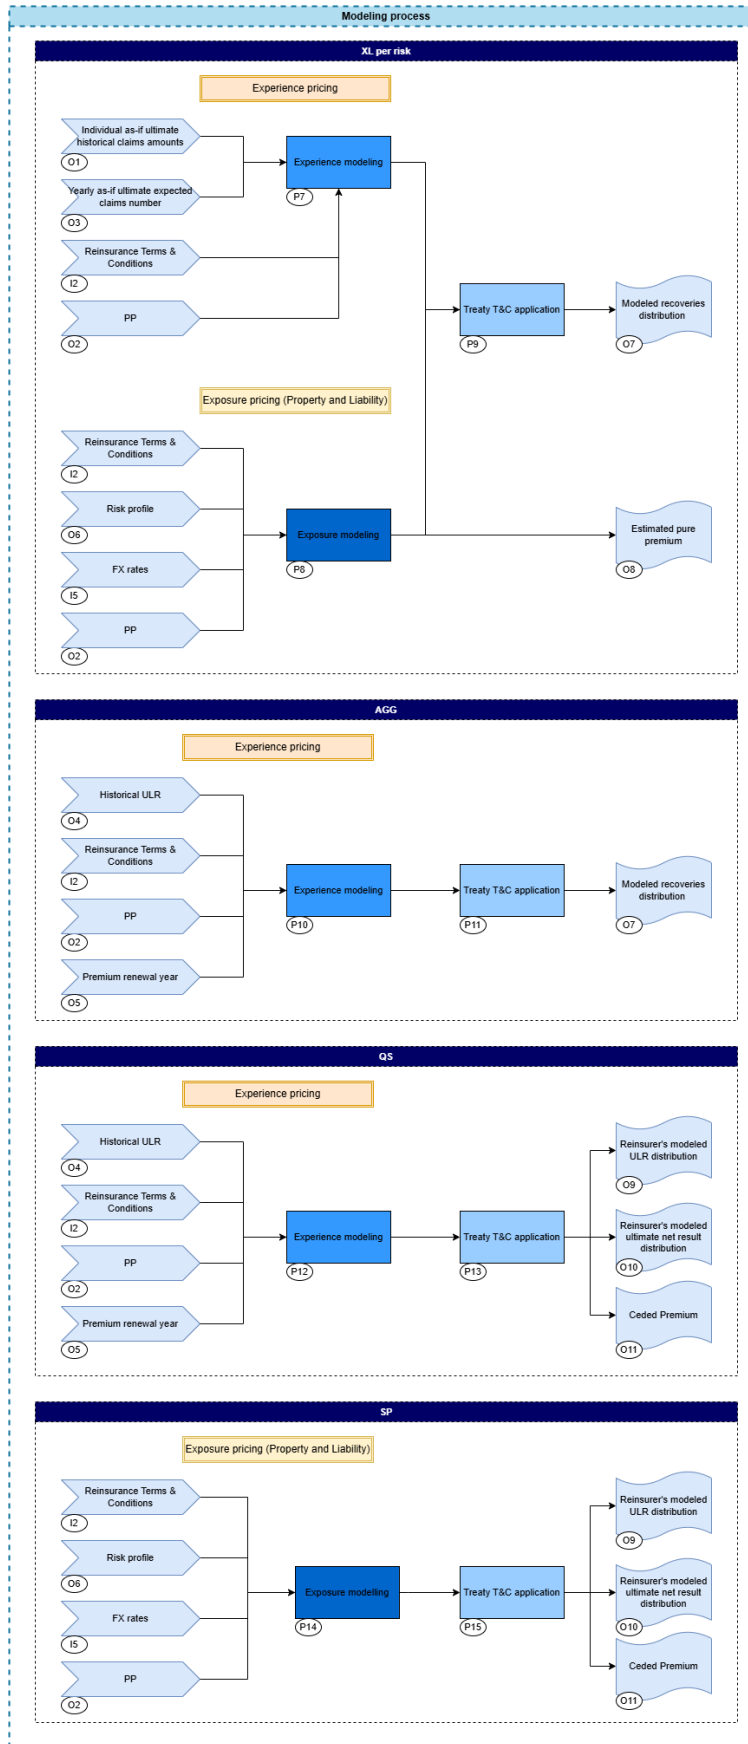 Modeling process
XL per risk
Experience pricing
Individual as-if ultimate
historical claims amounts
O1
Experience modeling
P7
Yearly as-if ultimate expected
claims number
O3
Reinsurance Terms &
Conditions
I2
PP
O2
Treaty T&C application
P9
Modeled recoveries
distribution
O7
Exposure pricing (Property and Liability)
Reinsurance Terms &
Conditions
I2
Risk profile
O6
Exposure modeling
P8
Estimated pure
premium
O8
FX rates
I5
PP
O2
AGG
Experience pricing
Historical ULR
O4
Reinsurance Terms &
Conditions
I2
Experience modeling
P10
Treaty T&C application
P11
Modeled recoveries
distribution
O7
PP
O2
Premium renewal year
O5
QS
Experience pricing
Historical ULR
O4
Reinsurance Terms &
Conditions
I2
PP
O2
Premium renewal year
O5
Experience modeling
P12
Treaty T&C application
P13
Reinsurer's modeled
ULR distribution
O9
Reinsurer's modeled
ultimate net result
distribution
O10
Ceded Premium
O11
SP
Exposure pricing (Property and Liability)
Reinsurance Terms &
Conditions
I2
Risk profile
O6
FX rates
I5
PP
O2
Exposure modelling
P14
Treaty T&C application
P15
Reinsurer's modeled
ULR distribution
O9
Reinsurer's modeled
ultimate net result
distribution
O10
Ceded Premium
O11